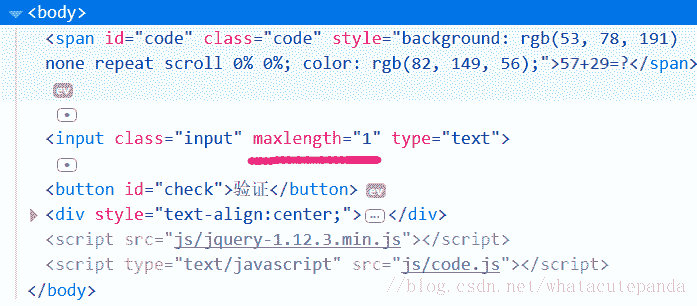 <body>
<span id="code" class="code" style="background: rgb(53, 78, 191)
none repeat scroll 0% 0%; color: rgb(82, 149, 56);">57+29=?</span>
ev
<input class="input" maxlength="1" type="text">
<button id="check">验证</button> ev
<div style="text-align:center;"></div>
<script src="js/jquery-1.12.3.min.js"></script>
<script type="text/javascript" src="js/code.js"></script>
</body>
://blog.csdn.net/whatacutepanda